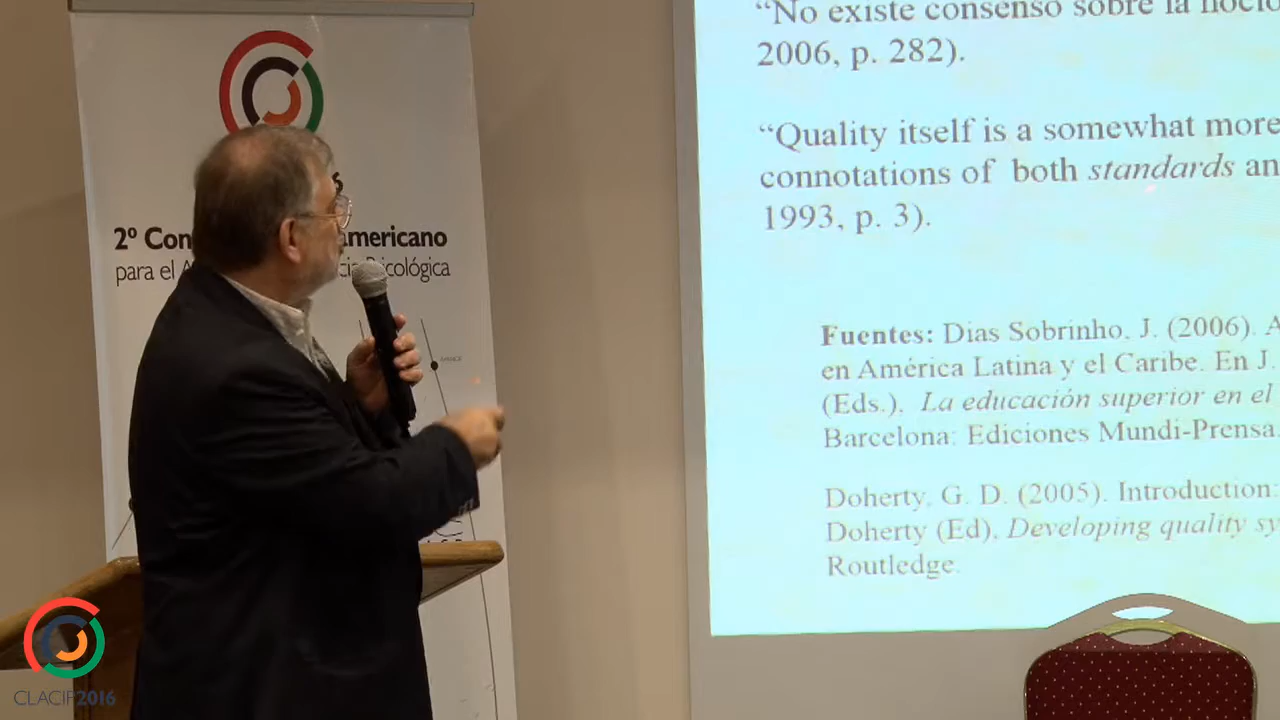 2º Con americano
para el Psicológica
AVANCE
“No existe consenso sobre la
2006, p. 282).
“Quality itself is a somewhat more
connotations of both standards an
1993, p. 3).
Fuentes: Dias Sobrinho, J. (2006). A
en América Latina y el Caribe. En J.
(Eds.), La educación superior en el
Barcelona: Ediciones Mundi-Prensa.
Doherty, G. D. (2005). Introduction:
Doherty (Ed), Developing quality sy
Routledge.
CLACIP2016